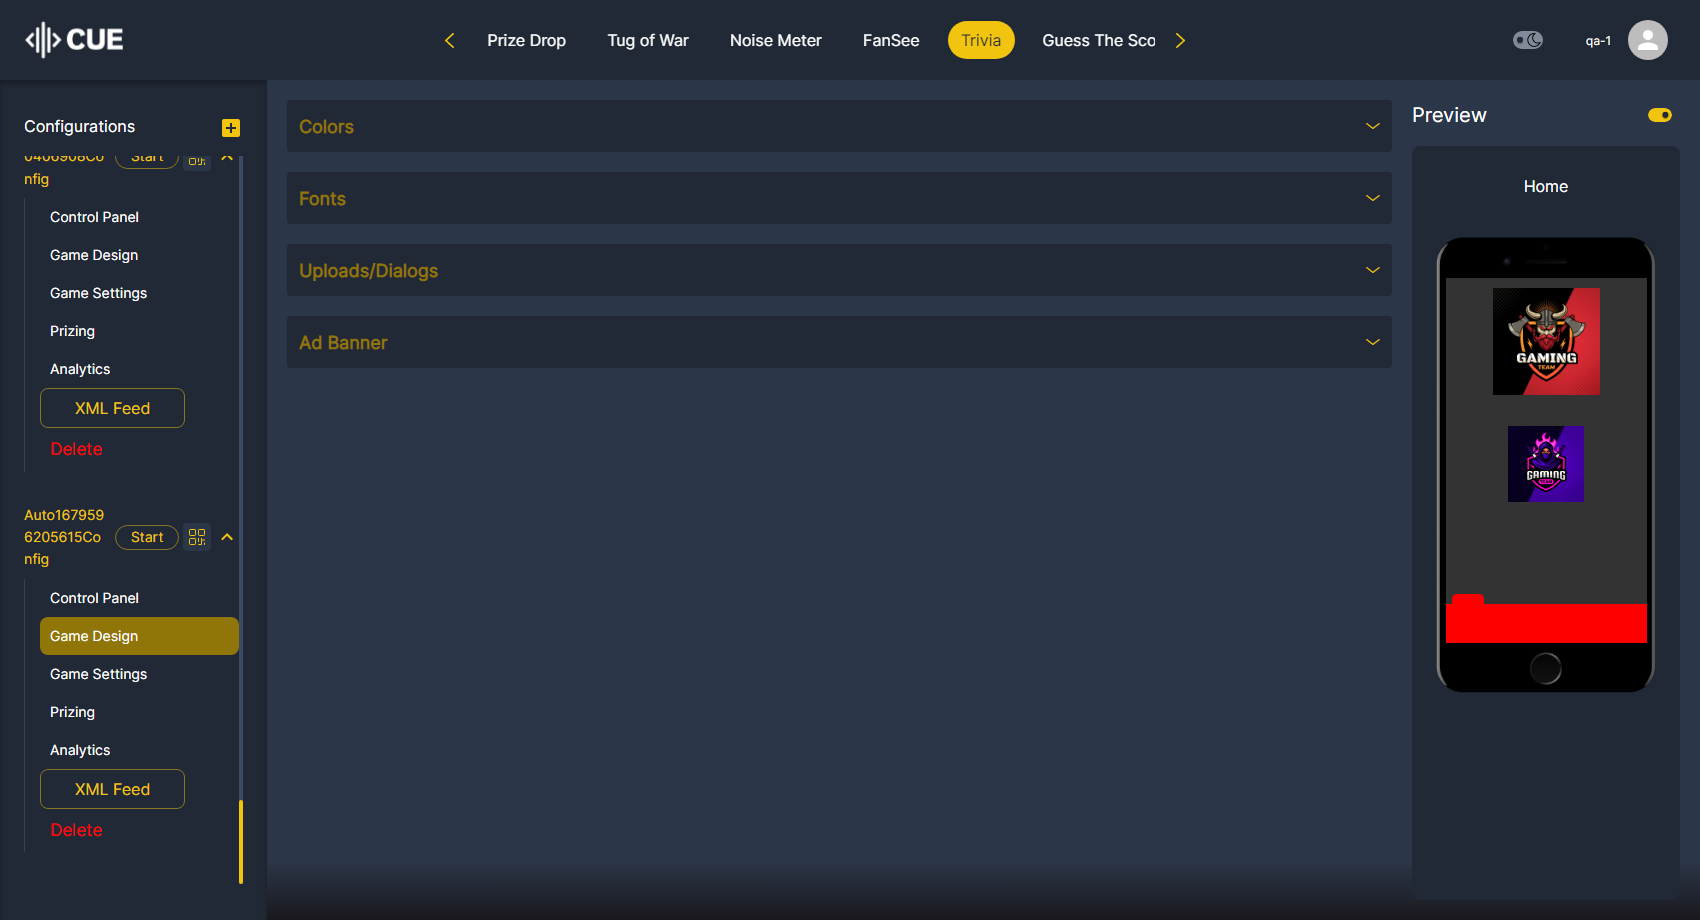 CUE
Prize Drop
Tug of War
Noise Meter
FanSee
Trivia
Guess The Sco
qa-1
Configurations
0406908Co
nfig
Start
Control Panel
Game Design
Game Settings
Prizing
Analytics
XML Feed
Delete
Auto167959
6205615Co
nfig
Start
Control Panel
Game Design
Game Settings
Prizing
Analytics
XML Feed
Delete
Colors
Fonts
Uploads/Dialogs
Ad Banner
Preview
Home
GAMING
TEAM
GAMING
TEAM